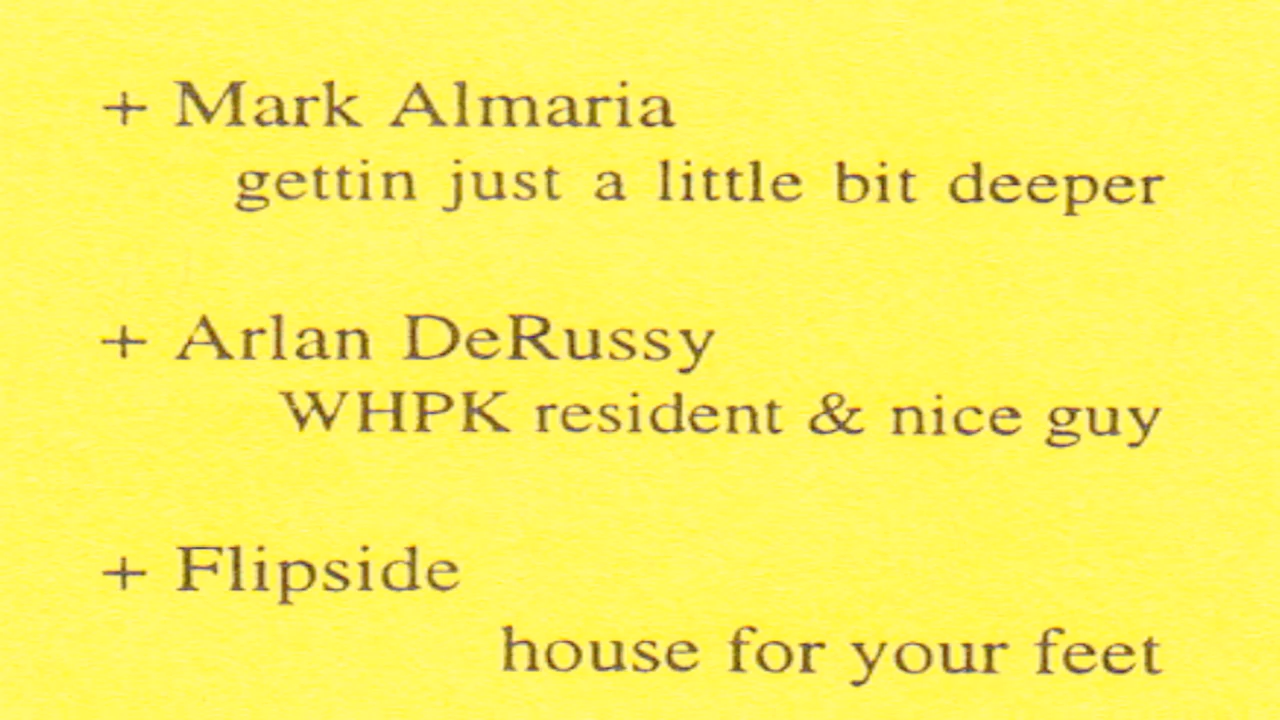 + Mark Almaria
gettin just a little bit deeper
+ Arlan DeRussy
WHPK resident & nice guy
+ Flipside
house for your feet